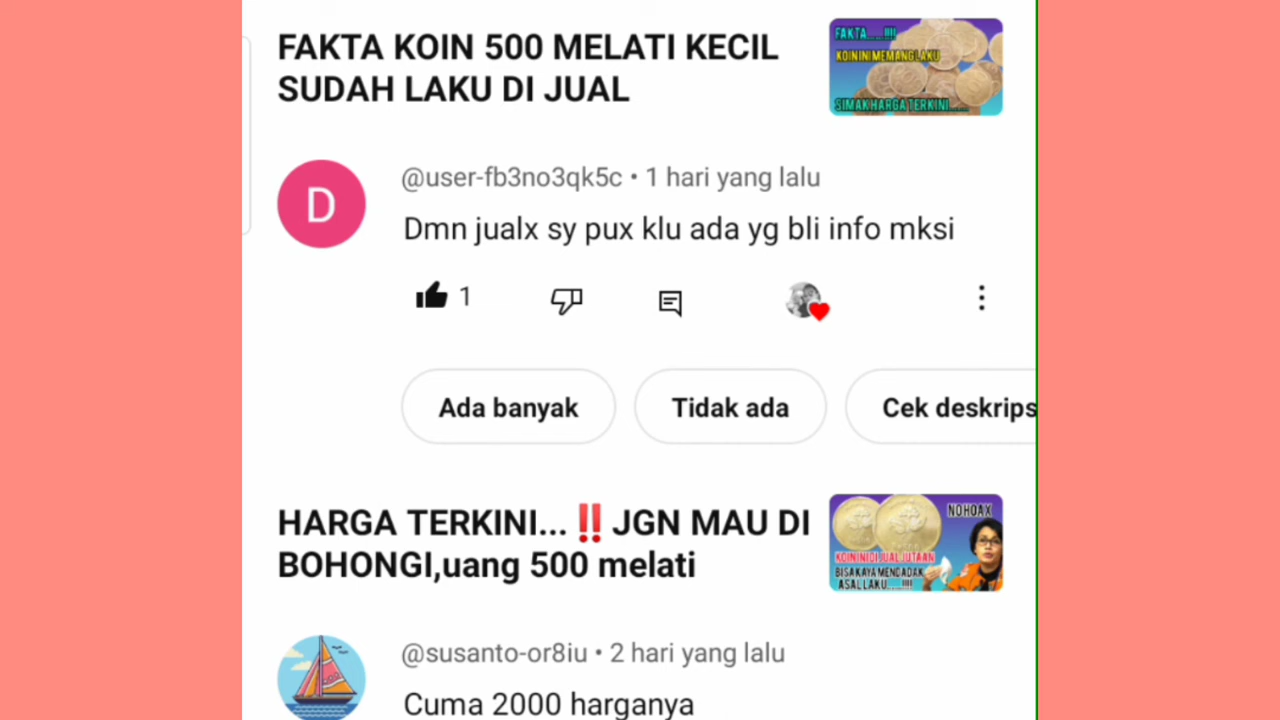 FAKTA KOIN 500 MELATI KECIL
SUDAH LAKU DI JUAL
FAKTA.....!!!!
KOIN INI MEMANG LAKU
SIMAK HARGA TERKINI.......
D
@user-fb3no3qk5c • 1 hari yang lalu
Dmn jualx sy pux klu ada yg bli info mksi
1
Ada banyak
Tidak ada
Cek deskrips
HARGA TERKINI...‼️JGN MAU DI
BOHONGI,uang 500 melati
NO HOAX
KOIN INI DI JUAL JUTAAN
BISA KAYA MENDADAK
ASAL LAKU.....!!!!
@susanto-or8iu • 2 hari yang lalu
Cuma 2000 harganya